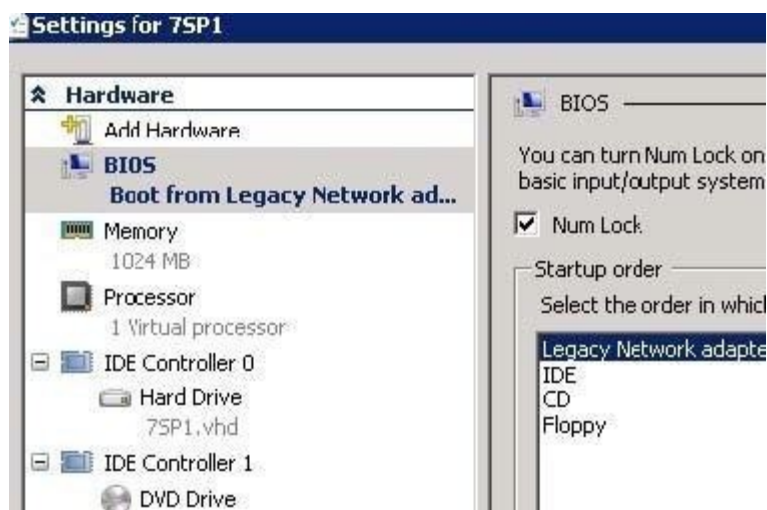 Settings for 7SP1
Hardware
Add Hardware
BIOS
Boot from Legacy Network ad...
Memory
1024 MB
Processor
1 Virtual processor
IDE Controller 0
Hard Drive
7SP1.vhd
IDE Controller 1
DVD Drive
BIOS
You can turn Num Lock on
basic input/output system
Num Lock
Startup order
Select the order in which
Legacy Network adapte
IDE
CD
Floppy